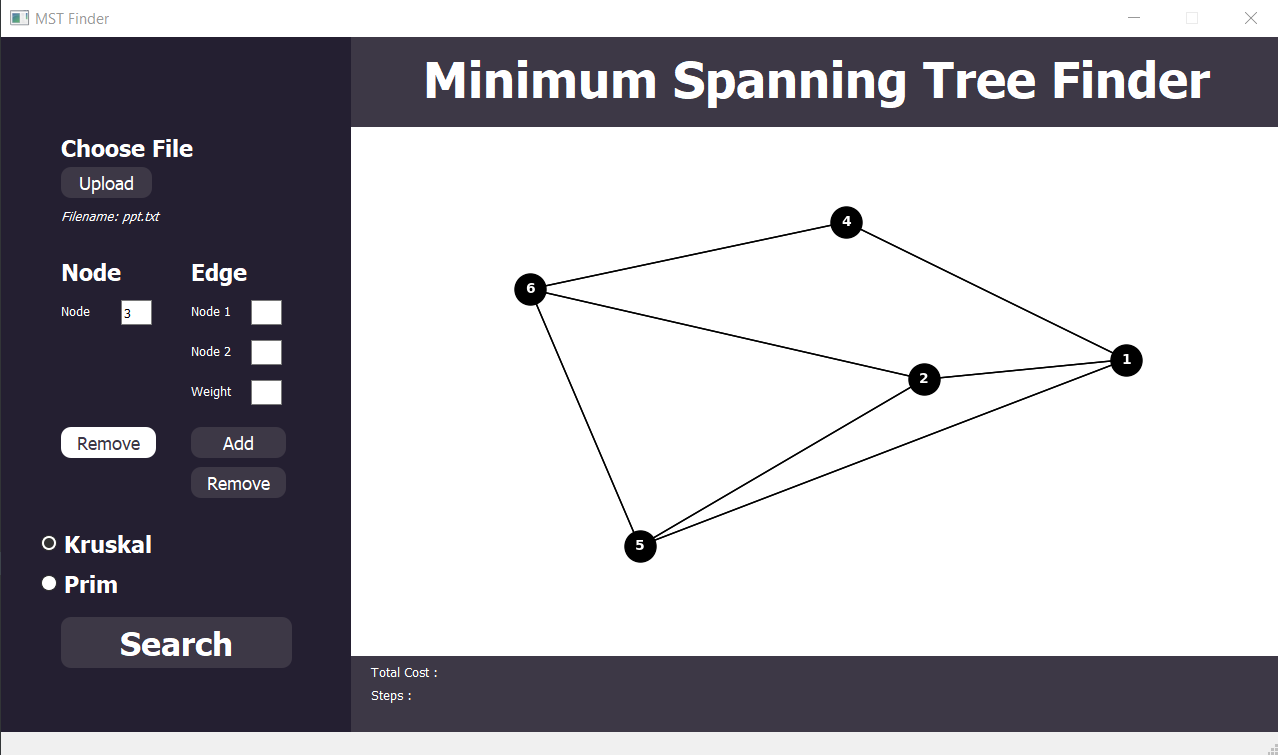 MST Finder
Minimum Spanning Tree Finder
Choose File
Upload
Filename: ppt.txt
Node Edge
Node 3 Node 1
Node 2
Weight
Remove Add
Remove
Kruskal
Prim
Search
4
6
1
2
5
Total Cost :
Steps :